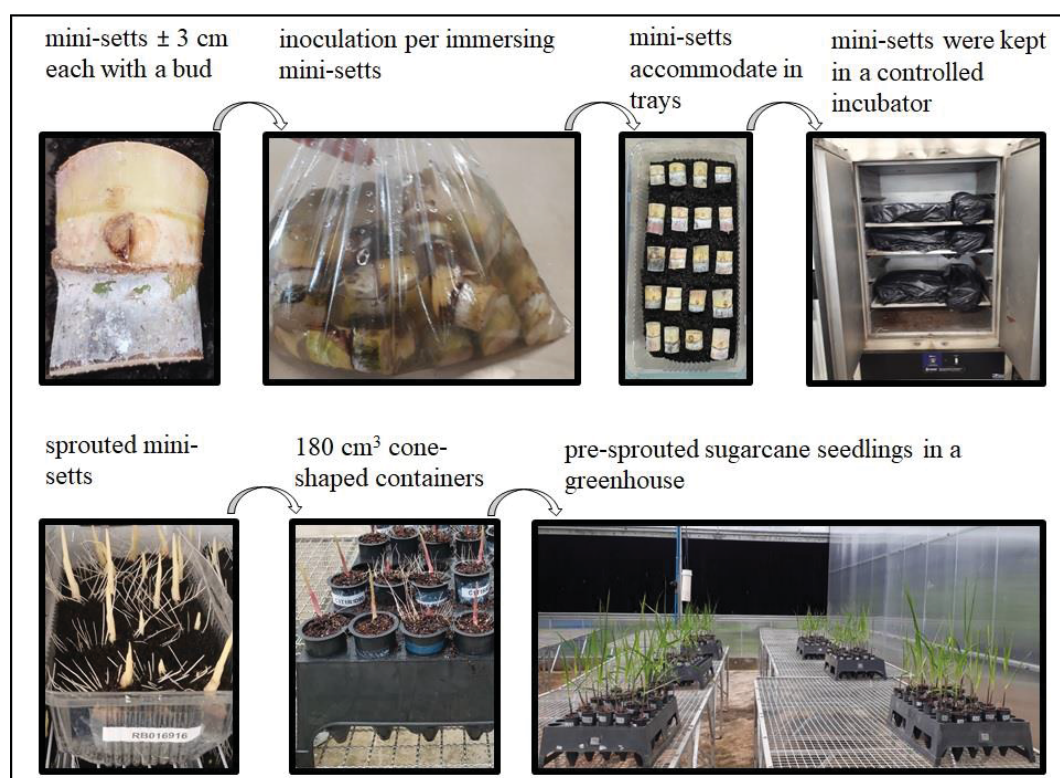 mini-setts ± 3 cm
each with a bud
inoculation per immersing
mini-setts
mini-setts
accommodate in
trays
mini-setts were kept
in a controlled
incubator
sprouted mini-
setts
180 cm³ cone-
shaped containers
pre-sprouted sugarcane seedlings in a
greenhouse
RB016916